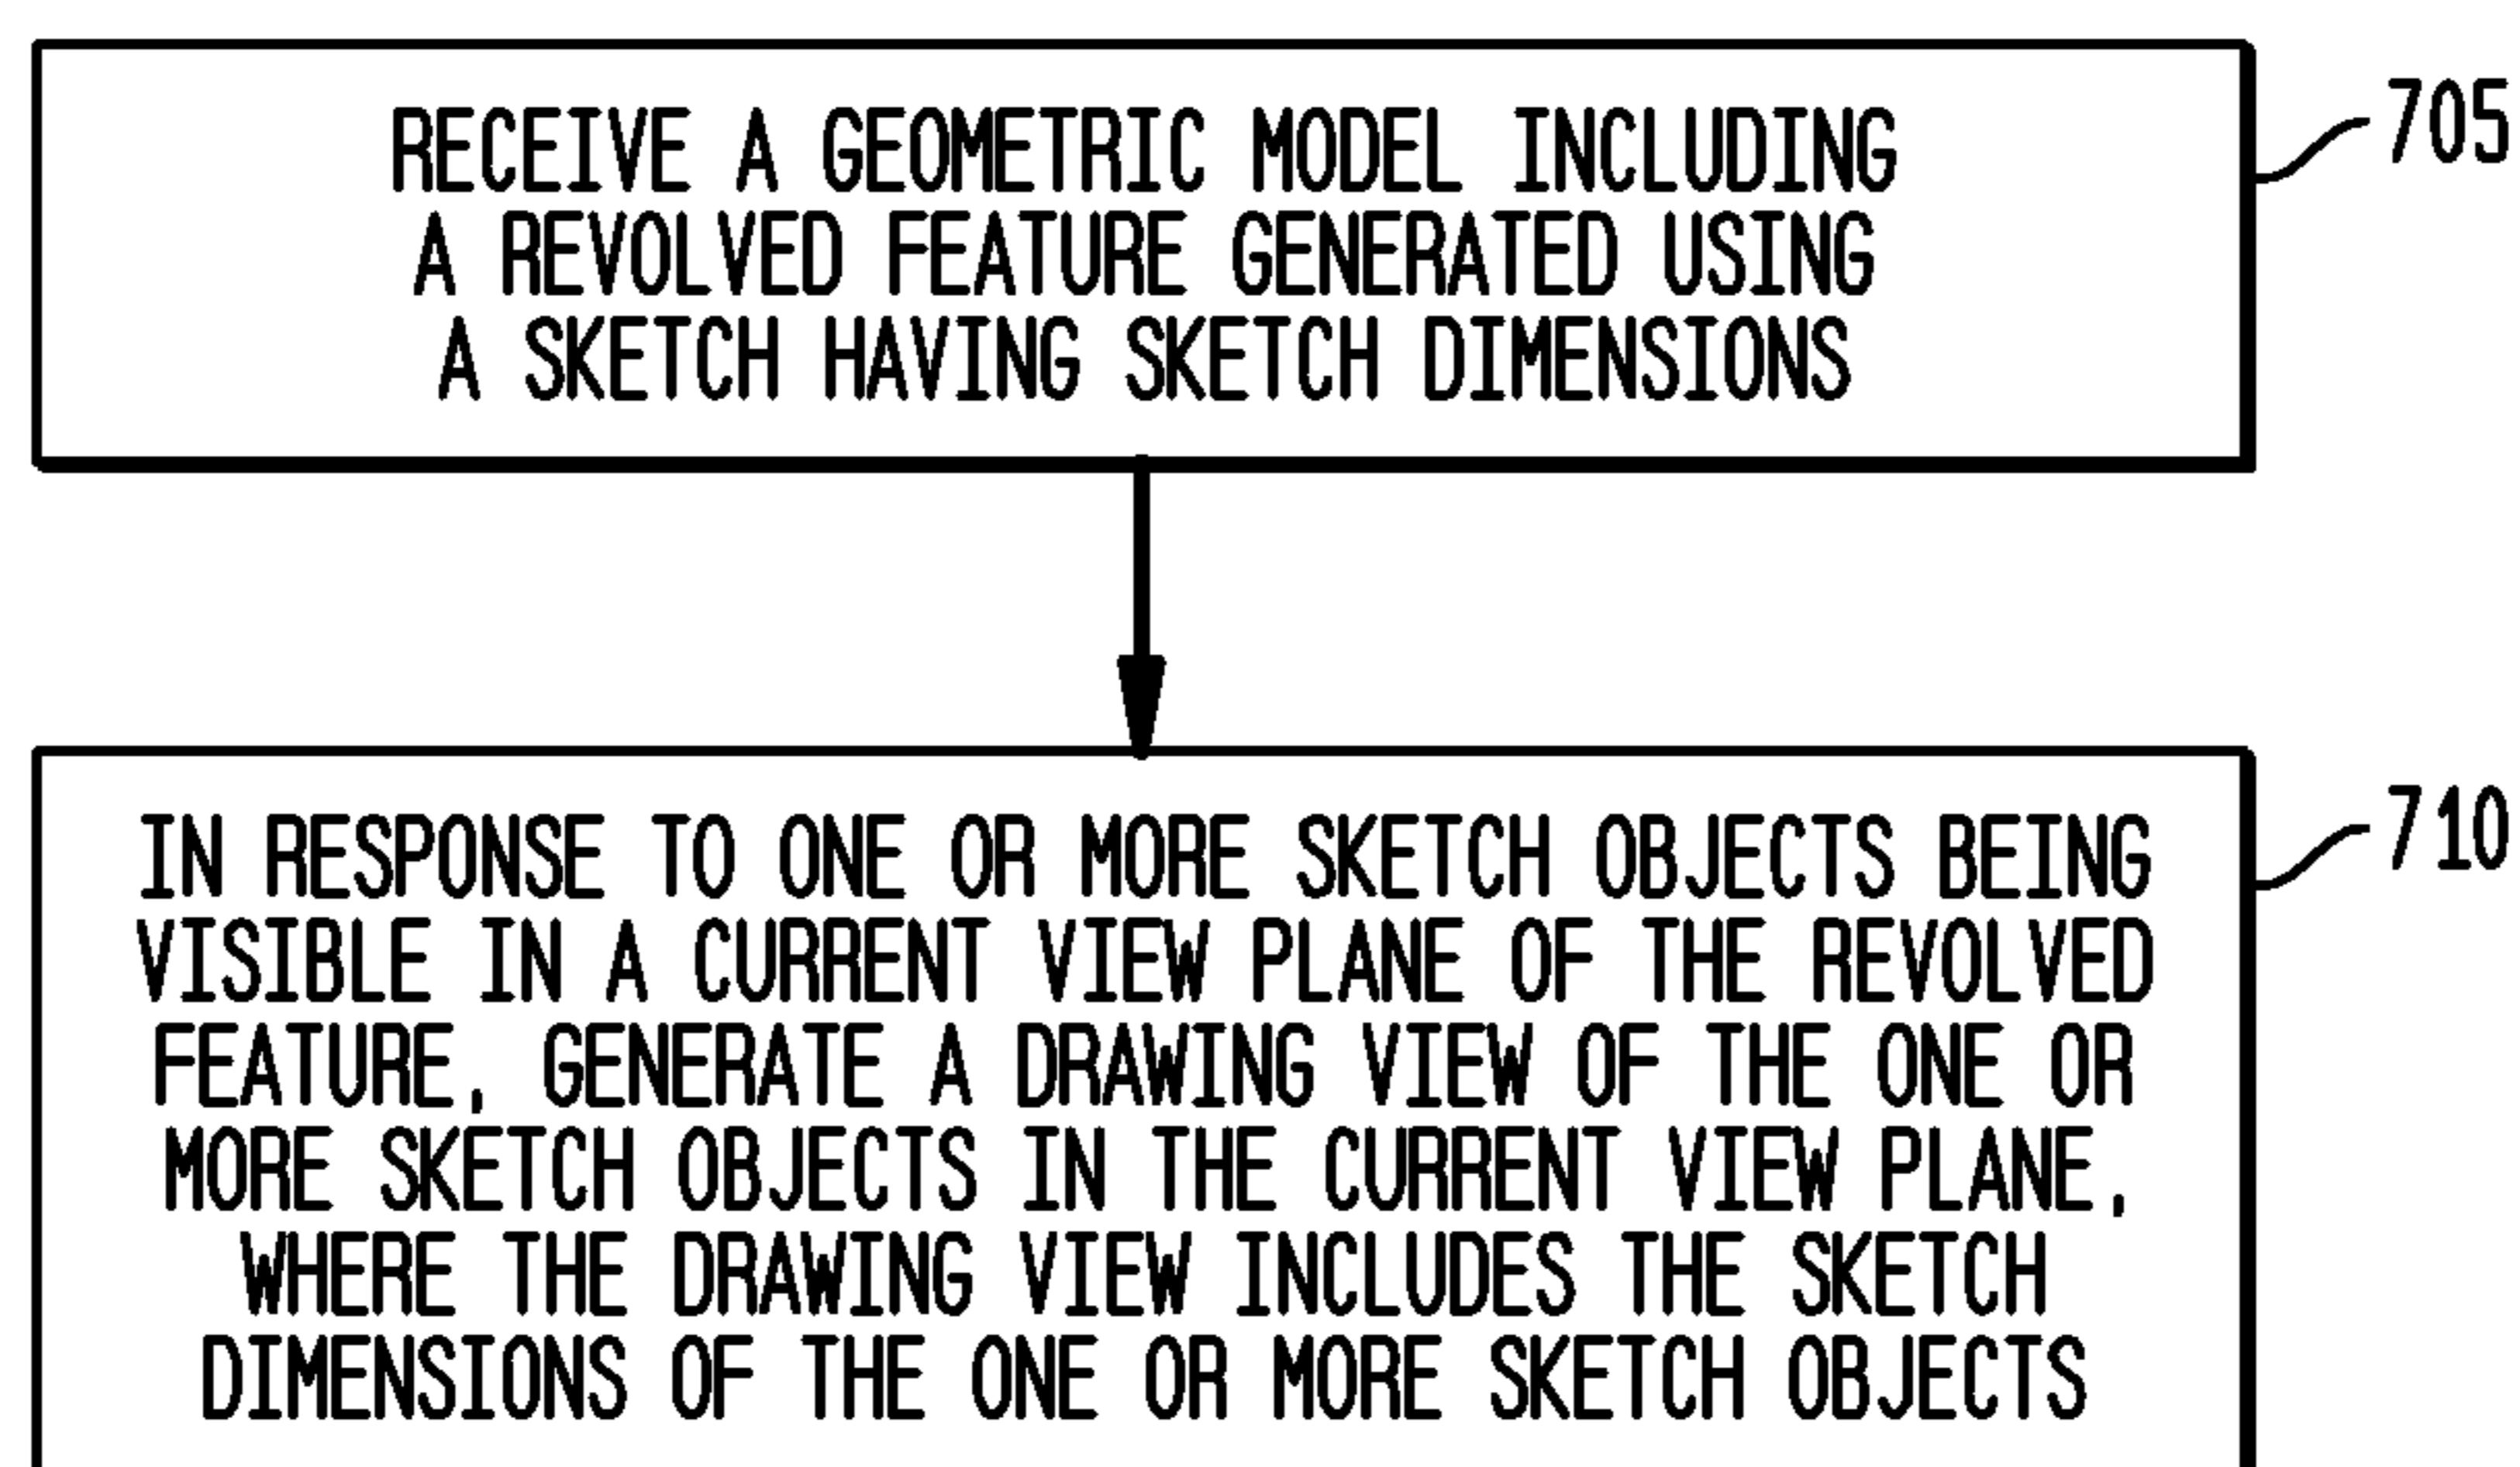 RECEIVE A GEOMETRIC MODEL INCLUDING
705
A REVOLVED FEATURE GENERATED USING
A SKETCH HAVING SKETCH DIMENSIONS
IN RESPONSE TO ONE OR MORE SKETCH OBJECTS BEING
710
VISIBLE IN A CURRENT VIEW PLANE OF THE REVOLVED
FEATURE, GENERATE A DRAWING VIEW OF THE ONE OR
MORE SKETCH OBJECTS IN THE CURRENT VIEW PLANE,
WHERE THE DRAWING VIEW INCLUDES THE SKETCH
DIMENSIONS OF THE ONE OR MORE SKETCH OBJECTS